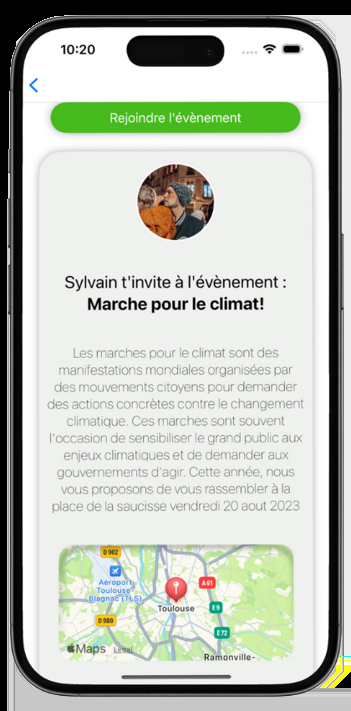 10:20
Rejoindre l'évènement
Sylvain t'invite à l'évènement :
Marche pour le climat!
Les marches pour le climat sont des
manifestations mondiales organisées par
des mouvements citoyens pour demander
des actions concrètes contre le changement
climatique. Ces marches sont souvent
l'occasion de sensibiliser le grand public aux
enjeux climatiques et de demander aux
gouvernements d'agir. Cette année, nous
vous proposons de vous rassembler à la
place de la saucisse vendredi 20 aout 2023
D 902
Aéroport
Toulouse-
Blagnac (TLS)
A61
Toulouse
E9
D 980
E72
Maps Legal
Ramonville-